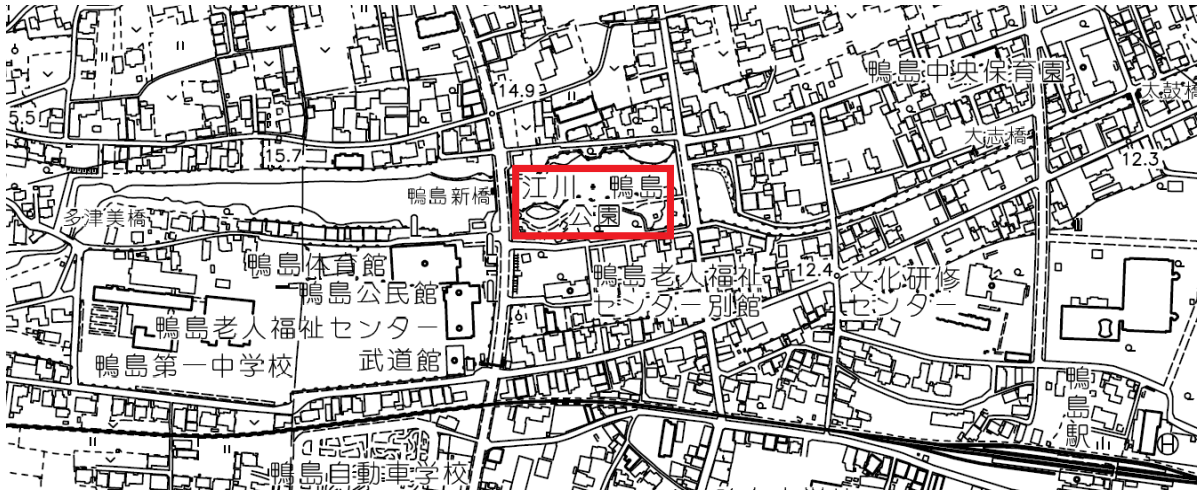 鴨島中央保育園
太鼓橋
14.9
5.5
大志橋
15.7
12.3
江川・鴨島
公園
鴨島新橋
多津美橋
鴨島体育館
鴨島老人福祉
センター別館
12.4
文化研修
センター
鴨島公民館
鴨島老人福祉センター
鴨島第一中学校
武道館
鴨島駅
鴨島自動車学校